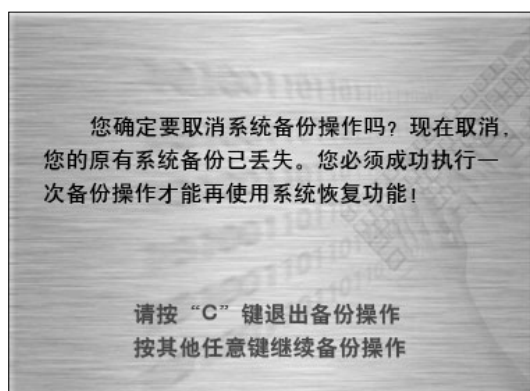 您确定要取消系统备份操作吗？现在取消，
您的原有系统备份已丢失。您必须成功执行一
次备份操作才能再使用系统恢复功能！
请按“C”键退出备份操作
按其他任意键继续备份操作